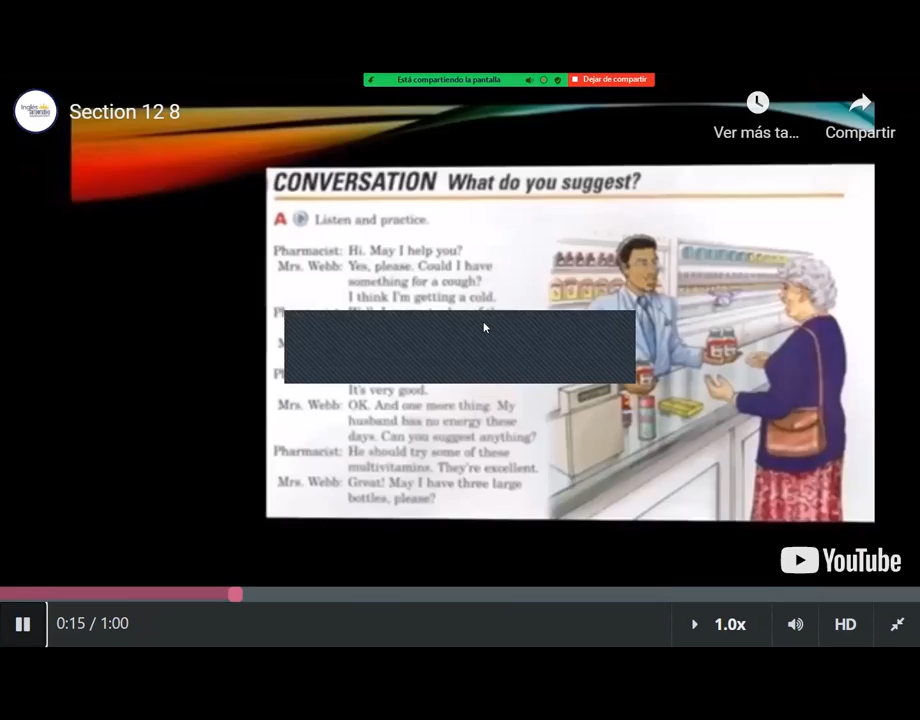 Está compartiendo la pantalla
Dejar de compartir
Section 12 8
Ver más ta...
Compartir
CONVERSATION What do you suggest?
A Listen and practice.
Pharmacist: Hi. May I help you?
Mrs. Webb: Yes, please. Could I have
something for a cough?
I think I'm getting a cold.
It's very good.
Mrs. Webb: OK. And one more thing. My
husband has no energy these
days. Can you suggest anything?
Pharmacist: He should try some of these
multivitamins. They're excellent.
Mrs. Webb: Great! May I have three large
bottles, please?
YouTube
0:15 / 1:00
1.0x
HD